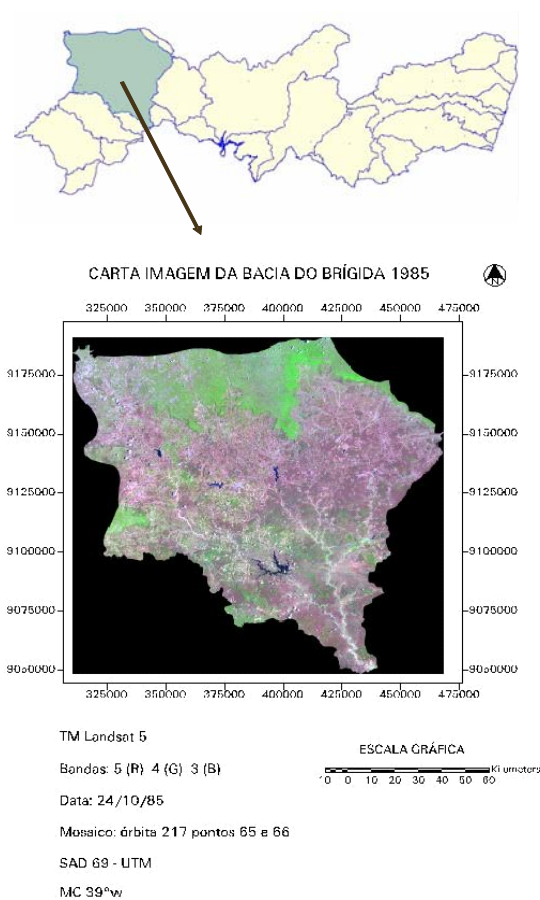 CARTA IMAGEM DA BACIA DO BRÍGIDA 1985
N
325000 350000 375000 400000 425000 450000 475000
9175000 9175000
9150000 9150000
9125000 9125000
9100000 9100000
9075000 9075000
9050000 9050000
325000 350000 375000 400000 425000 450000 475000
TM Landsat 5
ESCALA GRÁFICA
Bandas: 5 (R) 4 (G) 3 (B)
Kilometers
10 0 10 20 30 40 50 60
Data: 24/10/85
Mosaico: órbita 217 pontos 65 e 66
SAD 69 - UTM
MC 39°w